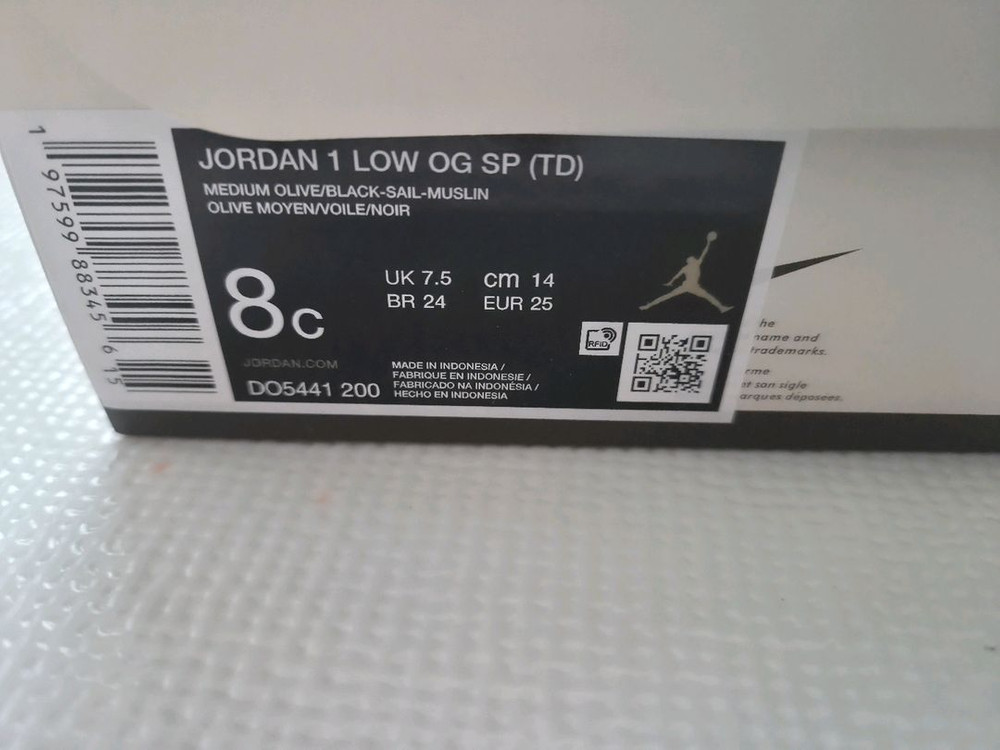 1 97599 88345 6 15
JORDAN 1 LOW OG SP (TD)
MEDIUM OLIVE/BLACK-SAIL-MUSLIN
OLIVE MOYEN/VOILE/NOIR
8C
UK 7.5 cm 14
BR 24 EUR 25
RFID
JORDAN.COM
DO5441 200
MADE IN INDONESIA /
FABRIQUE EN INDONESIE /
FABRICADO NA INDONÉSIA /
HECHO EN INDONESIA
he
name and
trademarks.
rme
et son sigle
arques déposées.